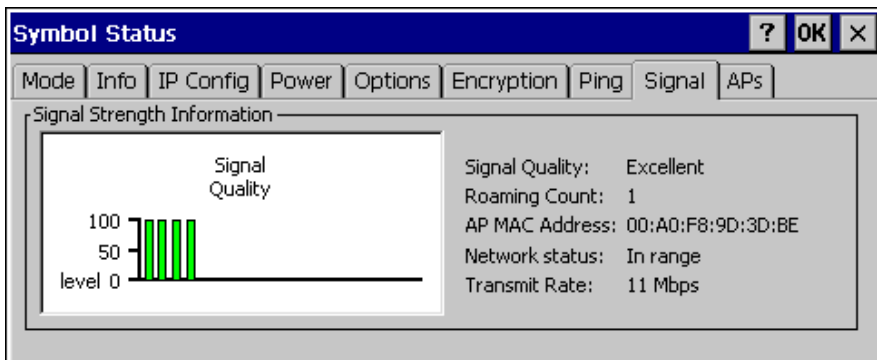 Symbol Status ? OK ×
Mode Info IP Config Power Options Encryption Ping Signal APs
Signal Strength Information
Signal
Quality
100
50
level 0
Signal Quality: Excellent
Roaming Count: 1
AP MAC Address: 00:A0:F8:9D:3D:BE
Network status: In range
Transmit Rate: 11 Mbps